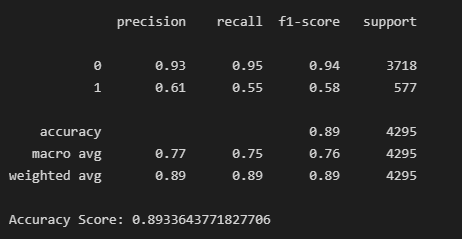 precision recall f1-score support
0 0.93 0.95 0.94 3718
1 0.61 0.55 0.58 577
accuracy 0.89 4295
macro avg 0.77 0.75 0.76 4295
weighted avg 0.89 0.89 0.89 4295
Accuracy Score: 0.8933643771827706